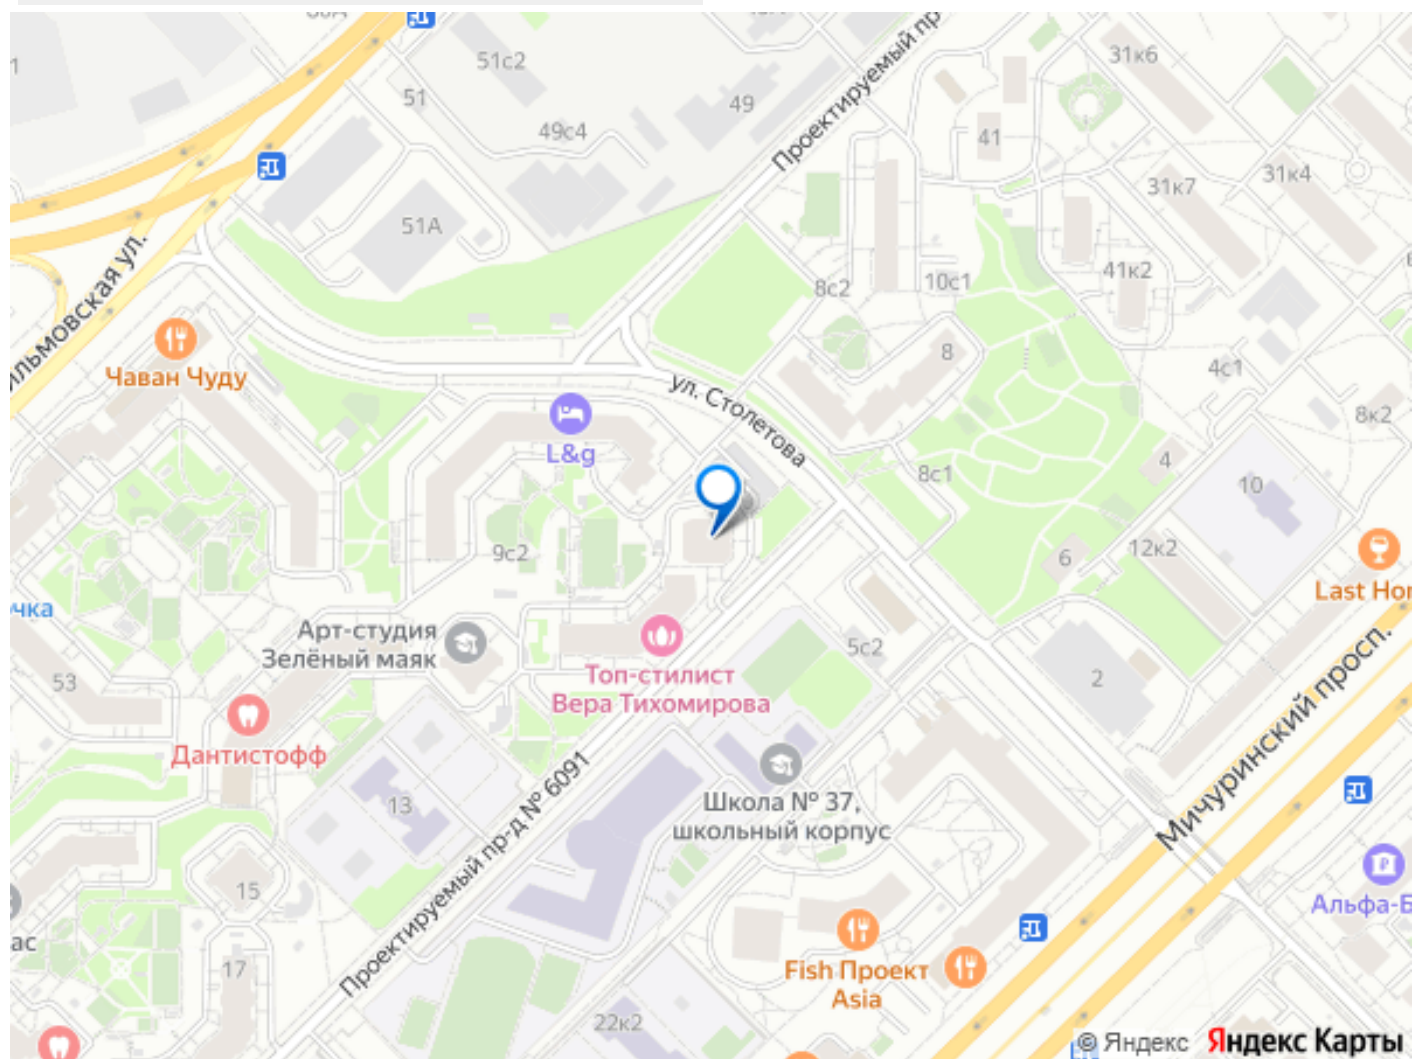 51с2
31к6
51
49
Проектируемый пр
49с4
41
31к7
31к4
51А
41к2
ильмовская ул.
8с2
10с1
8
4с1
Чаван Чуду
ул. Столетова
8к2
L&g
8с1
4
10
9с2
6
12к2
Last Hor
чка
Арт-студия
Зелёный маяк
5с2
53
Топ-стилист
Вера Тихомирова
2
Мичуринский просп.
Дантистофф
Школа № 37,
школьный корпус
13
Проектируемый пр-д № 6091
15
Альфа-Б
ас
17
Fish Проект
Asia
22к2
© Яндекс Яндекс Карты